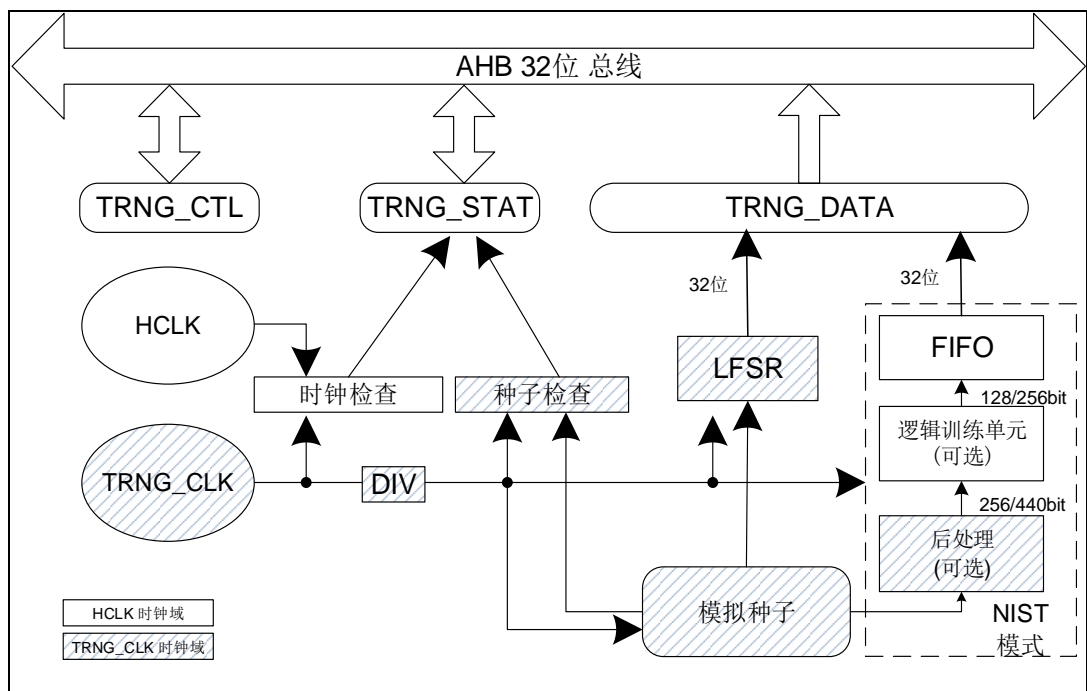 AHB 32位 总线
TRNG_CTL
TRNG_STAT
TRNG_DATA
32位
32位
HCLK
LFSR
FIFO
时钟检查
种子检查
128/256bit
逻辑训练单元
(可选)
TRNG_CLK
DIV
256/440bit
后处理
(可选)
模拟种子
NIST
模式
HCLK 时钟域
TRNG_CLK 时钟域